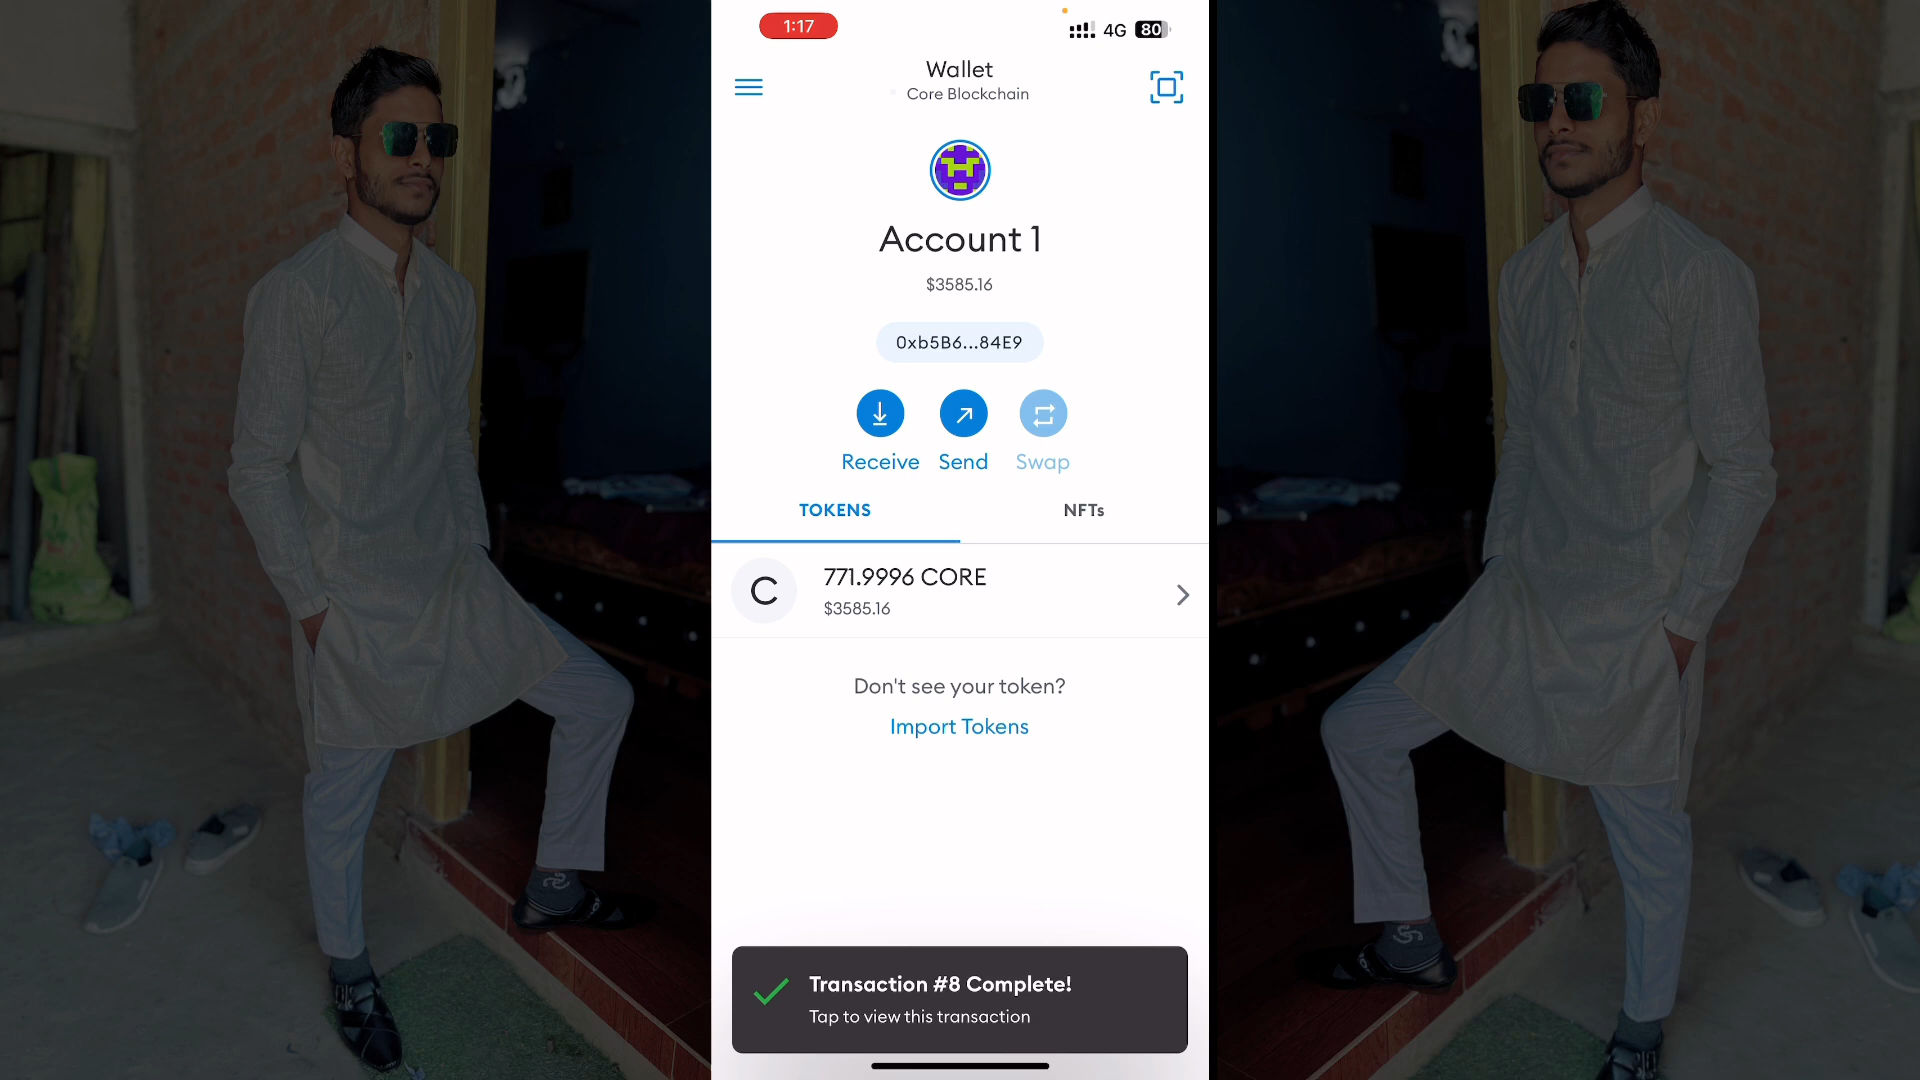 1:17
4G 80
Wallet
Core Blockchain
Account 1
$3585.16
0xb5B6...84E9
Receive Send Swap
TOKENS NFTs
C
771.9996 CORE
$3585.16
Don't see your token?
Import Tokens
Transaction #8 Complete!
Tap to view this transaction